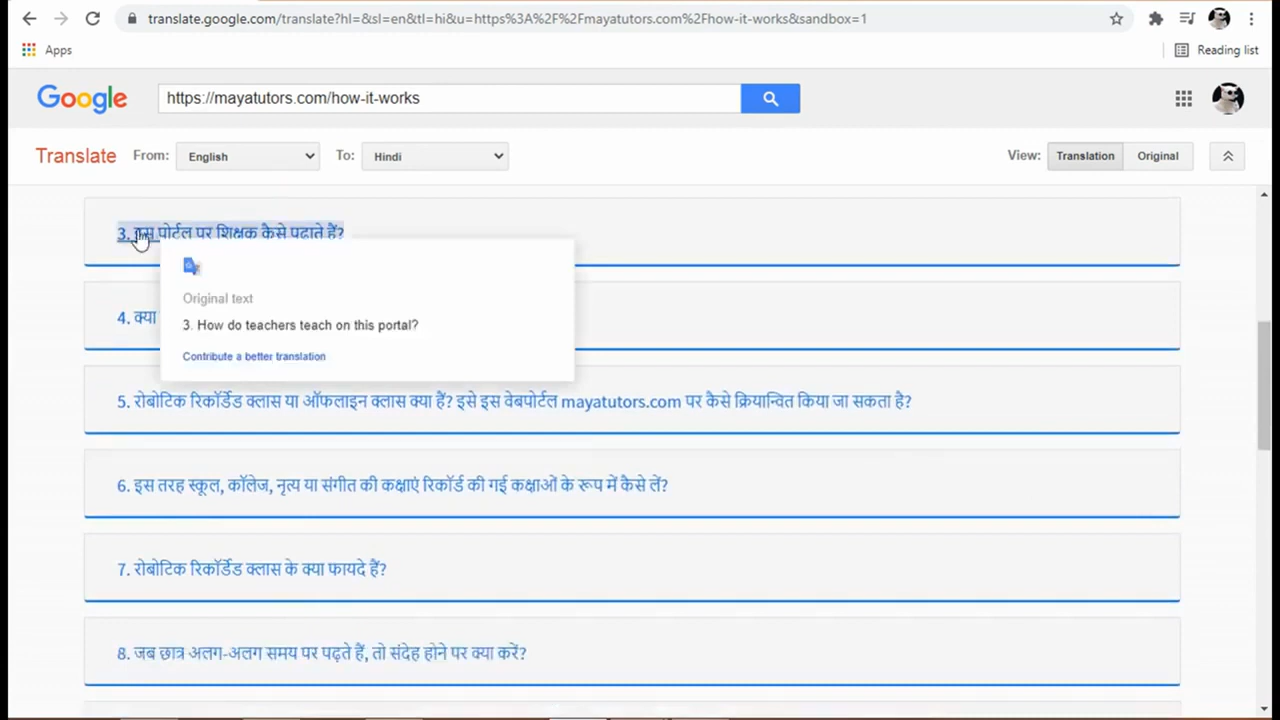 translate.google.com/translate?hl=&sl=en&tl=hi&u=https%3A%2F%2Fmayatutors.com%2Fhow-it-works&sandbox=1
Apps
Reading list
Google
https://mayatutors.com/how-it-works
Translate
From:
English
To:
Hindi
View:
Translation
Original
3. इस पोर्टल पर शिक्षक कैसे पढ़ाते हैं?
Original text
3. How do teachers teach on this portal?
Contribute a better translation
4. क्या
5. रोबोटिक रिकॉर्डेड क्लास या ऑफलाइन क्लास क्या हैं? इसे इस वेबपोर्टल mayatutors.com पर कैसे क्रियान्वित किया जा सकता है?
6. इस तरह स्कूल, कॉलेज, नृत्य या संगीत की कक्षाएं रिकॉर्ड की गई कक्षाओं के रूप में कैसे लें?
7. रोबोटिक रिकॉर्डेड क्लास के क्या फायदे हैं?
8. जब छात्र अलग-अलग समय पर पढ़ते हैं, तो संदेह होने पर क्या करें?